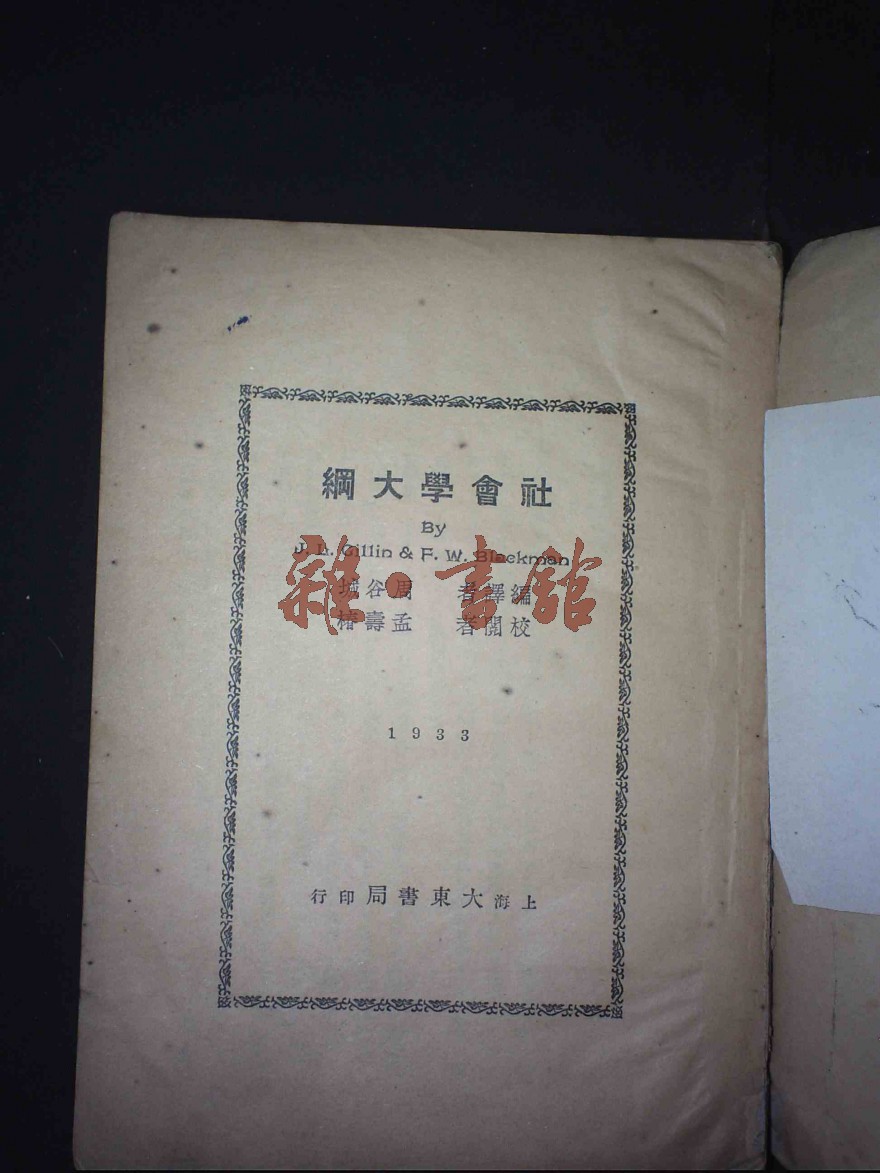 社會學大綱
By
J. L. Gillin & F. W. Blackman
編譯者 周谷城
校閱者 孟壽椿
1933
上海大東書局印行
雜·書館